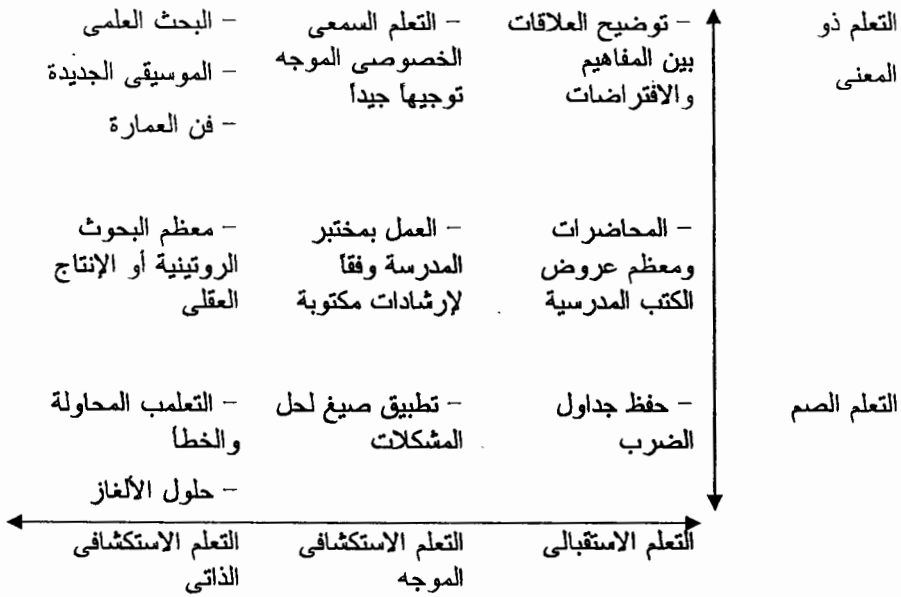 التعلم ذو
المعنى
– توضيح العلاقات
بين المفاهيم
والافتراضات
– التعلم السمعى
الخصوصى الموجه
توجيهاً جيداً
– البحث العلمى
– الموسيقى الجديدة
– فن العمارة
– المحاضرات
ومعظم عروض
الكتب المدرسية
– العمل بمختبر
المدرسة وفقاً
لإرشادات مكتوبة
– معظم البحوث
الروتينية أو الإنتاج
العقلى
التعلم الصم
– حفظ جداول
الضرب
– تطبيق صيغ لحل
المشكلات
– التعلمب المحاولة
والخطأ
– حلول الألغاز
التعلم الاستقبالى
التعلم الاستكشافى
الموجه
التعلم الاستكشافى
الذاتى